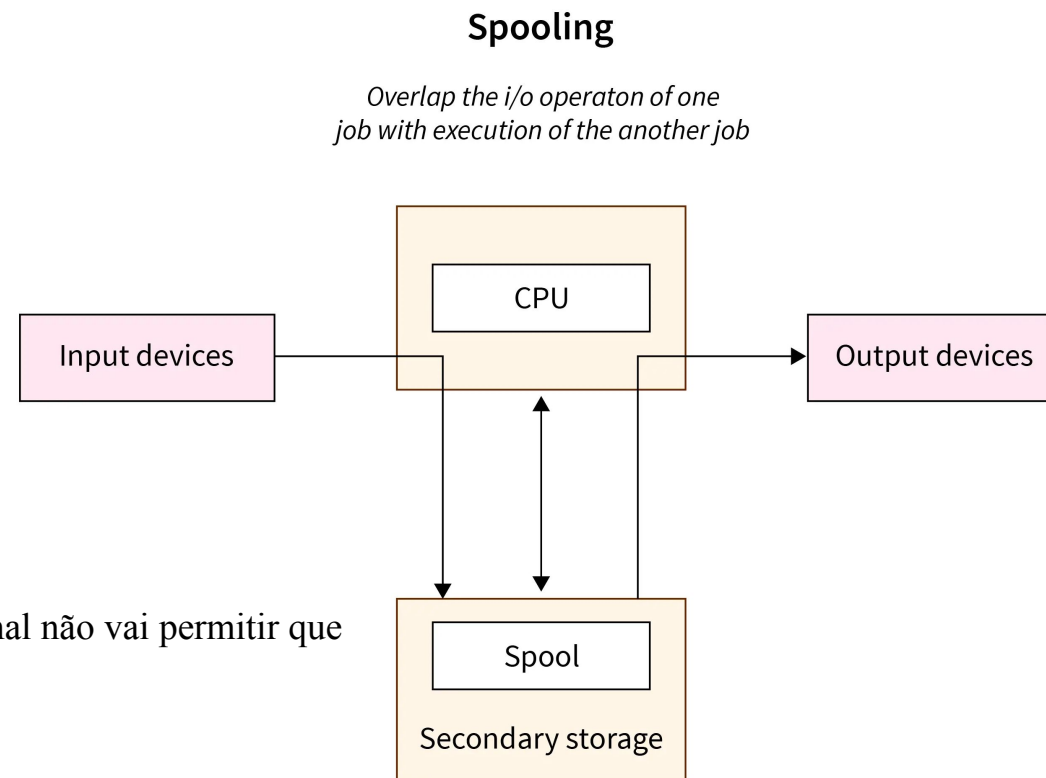 Spooling
Overlap the i/o operaton of one
job with execution of the another job
CPU
Input devices
Output devices
não vai permitir que
Spool
Secondary storage